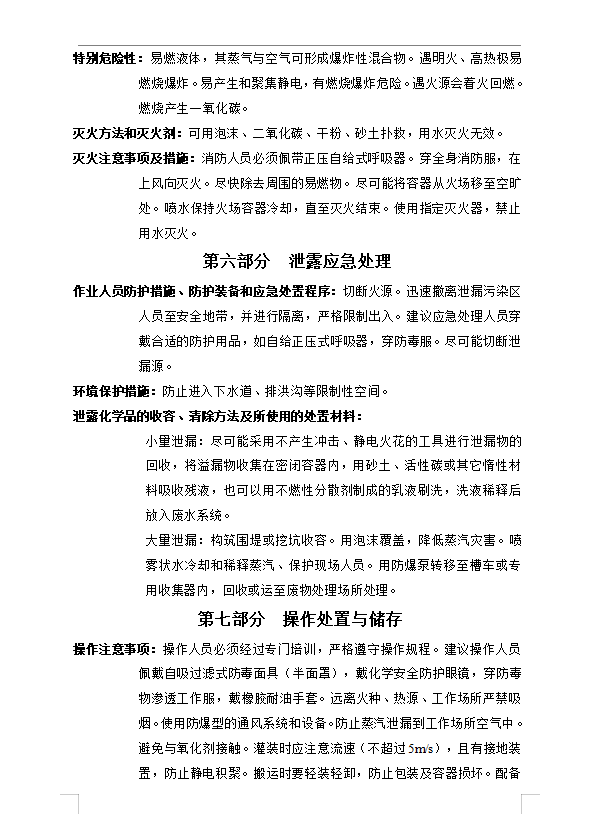 特别危险性：易燃液体，其蒸气与空气可形成爆炸性混合物。遇明火、高热极易
燃烧爆炸。易产生和聚集静电，有燃烧爆炸危险。遇火源会着火回燃。
燃烧产生一氧化碳。
灭火方法和灭火剂：可用泡沫、二氧化碳、干粉、砂土扑救，用水灭火无效。
灭火注意事项及措施：消防人员必须佩带正压自给式呼吸器。穿全身消防服，在
上风向灭火。尽快除去周围的易燃物。尽可能将容器从火场移至空旷
处。喷水保持火场容器冷却，直至灭火结束。使用指定灭火器，禁止
用水灭火。
第六部分　泄露应急处理
作业人员防护措施、防护装备和应急处置程序：切断火源。迅速撤离泄漏污染区
人员至安全地带，并进行隔离，严格限制出入。建议应急处理人员穿
戴合适的防护用品，如自给正压式呼吸器，穿防毒服。尽可能切断泄
漏源。
环境保护措施：防止进入下水道、排洪沟等限制性空间。
泄露化学品的收容、清除方法及所使用的处置材料：
小量泄漏：尽可能采用不产生冲击、静电火花的工具进行泄漏物的
回收，将溢漏物收集在密闭容器内，用砂土、活性碳或其它惰性材
料吸收残液，也可以用不燃性分散剂制成的乳液刷洗，洗液稀释后
放入废水系统。
大量泄漏：构筑围堤或挖坑收容。用泡沫覆盖，降低蒸汽灾害。喷
雾状水冷却和稀释蒸汽、保护现场人员。用防爆泵转移至槽车或专
用收集器内，回收或运至废物处理场所处理。
第七部分　操作处置与储存
操作注意事项：操作人员必须经过专门培训，严格遵守操作规程。建议操作人员
佩戴自吸过滤式防毒面具（半面罩），戴化学安全防护眼镜，穿防毒
物渗透工作服，戴橡胶耐油手套。远离火种、热源、工作场所严禁吸
烟。使用防爆型的通风系统和设备。防止蒸汽泄漏到工作场所空气中。
避免与氧化剂接触。灌装时应注意流速（不超过 5m/s），且有接地装
置，防止静电积聚。搬运时要轻装轻卸，防止包装及容器损坏。配备